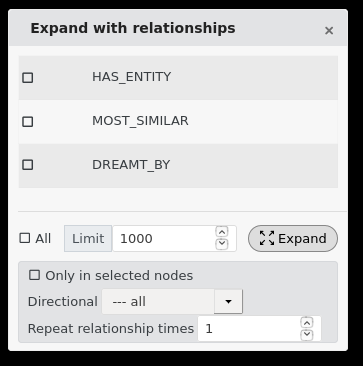 Expand with relationships ×
HAS_ENTITY
MOST_SIMILAR
DREAMT_BY
All Limit 1000 Expand
Only in selected nodes
Directional --- all
Repeat relationship times 1